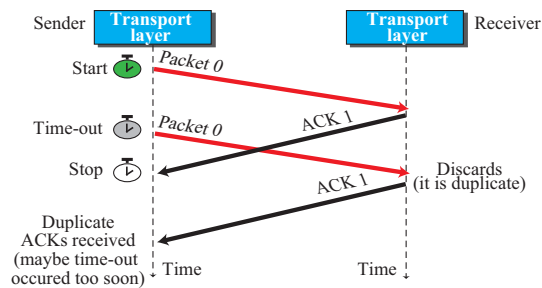 Sender
Transport
layer
Transport
layer
Receiver
Start
Packet 0
Time-out
Packet 0
ACK 1
Stop
ACK 1
Discards
(it is duplicate)
Duplicate
ACKs received
(maybe time-out
occured too soon)
Time
Time